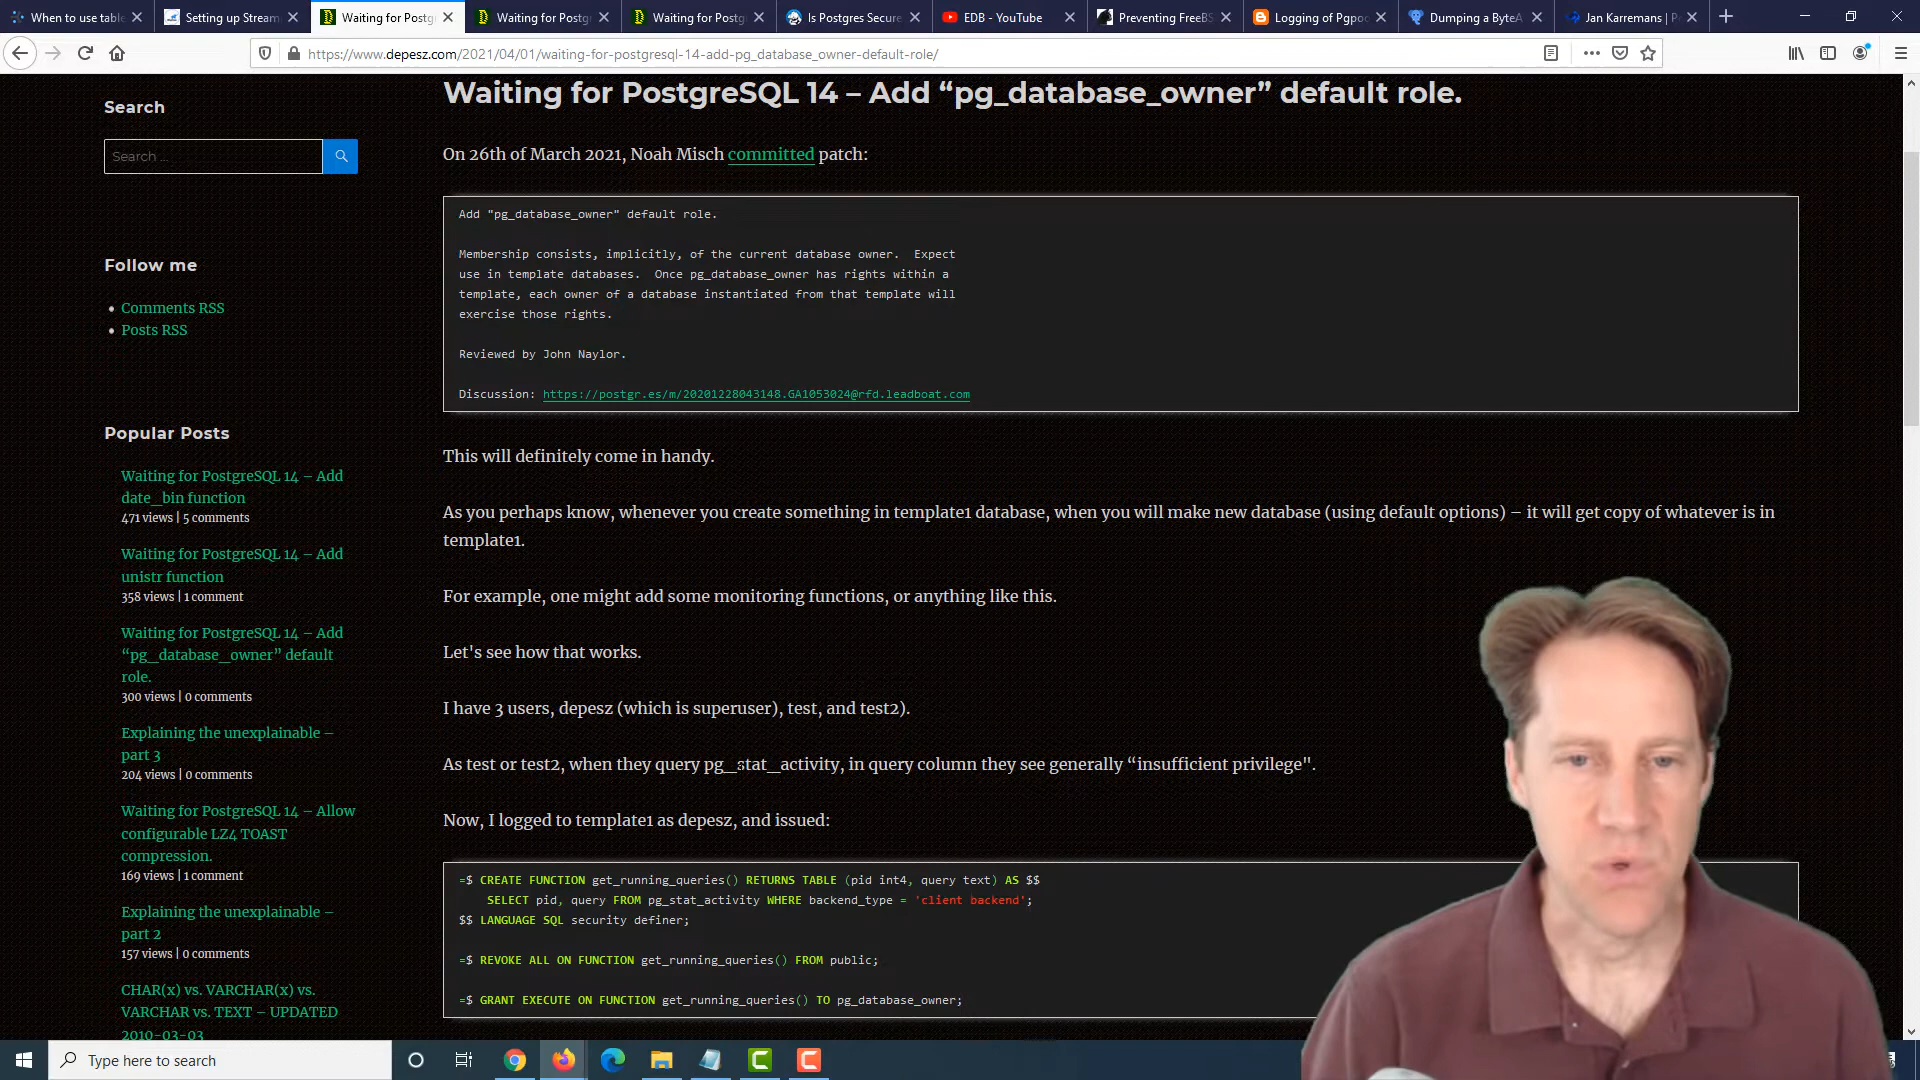 When to use table
Setting up Stream
Waiting for Postgr
Waiting for Postgr
Waiting for Postgr
Is Postgres Secure
EDB - YouTube
Preventing FreeBS
Logging of Pgpoo
Dumping a ByteA
Jan Karremans | P
https://www.depesz.com/2021/04/01/waiting-for-postgresql-14-add-pg_database_owner-default-role/
Search
Search …
Follow me
Comments RSS
Posts RSS
Popular Posts
Waiting for PostgreSQL 14 – Add
date_bin function
471 views | 5 comments
Waiting for PostgreSQL 14 – Add
unistr function
358 views | 1 comment
Waiting for PostgreSQL 14 – Add
“pg_database_owner” default
role.
300 views | 0 comments
Explaining the unexplainable –
part 3
204 views | 0 comments
Waiting for PostgreSQL 14 – Allow
configurable LZ4 TOAST
compression.
169 views | 1 comment
Explaining the unexplainable –
part 2
157 views | 0 comments
CHAR(x) vs. VARCHAR(x) vs.
VARCHAR vs. TEXT – UPDATED
2010-03-03
Waiting for PostgreSQL 14 – Add “pg_database_owner” default role.
On 26th of March 2021, Noah Misch committed patch:
Add "pg_database_owner" default role.
Membership consists, implicitly, of the current database owner.  Expect
use in template databases.  Once pg_database_owner has rights within a
template, each owner of a database instantiated from that template will
exercise those rights.
Reviewed by John Naylor.
Discussion: https://postgr.es/m/20201228043148.GA1053024@rfd.leadboat.com
This will definitely come in handy.
As you perhaps know, whenever you create something in template1 database, when you will make new database (using default options) – it will get copy of whatever is in
template1.
For example, one might add some monitoring functions, or anything like this.
Let's see how that works.
I have 3 users, depesz (which is superuser), test, and test2).
As test or test2, when they query pg_stat_activity, in query column they see generally “insufficient privilege".
Now, I logged to template1 as depesz, and issued:
=$ CREATE FUNCTION get_running_queries() RETURNS TABLE (pid int4, query text) AS $$
SELECT pid, query FROM pg_stat_activity WHERE backend_type = 'client backend';
$$ LANGUAGE SQL security definer;
=$ REVOKE ALL ON FUNCTION get_running_queries() FROM public;
=$ GRANT EXECUTE ON FUNCTION get_running_queries() TO pg_database_owner;
Type here to search